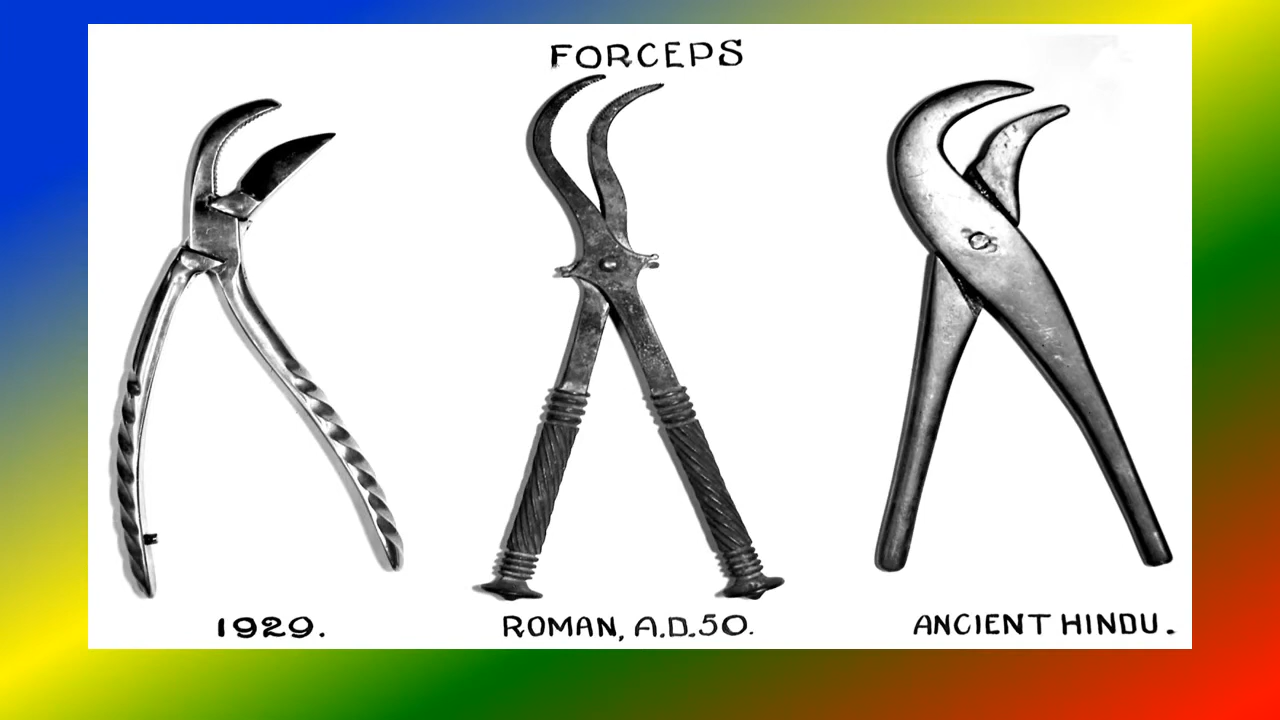 FORCEPS
1929.
ROMAN, A.D.50.
ANCIENT HINDU.